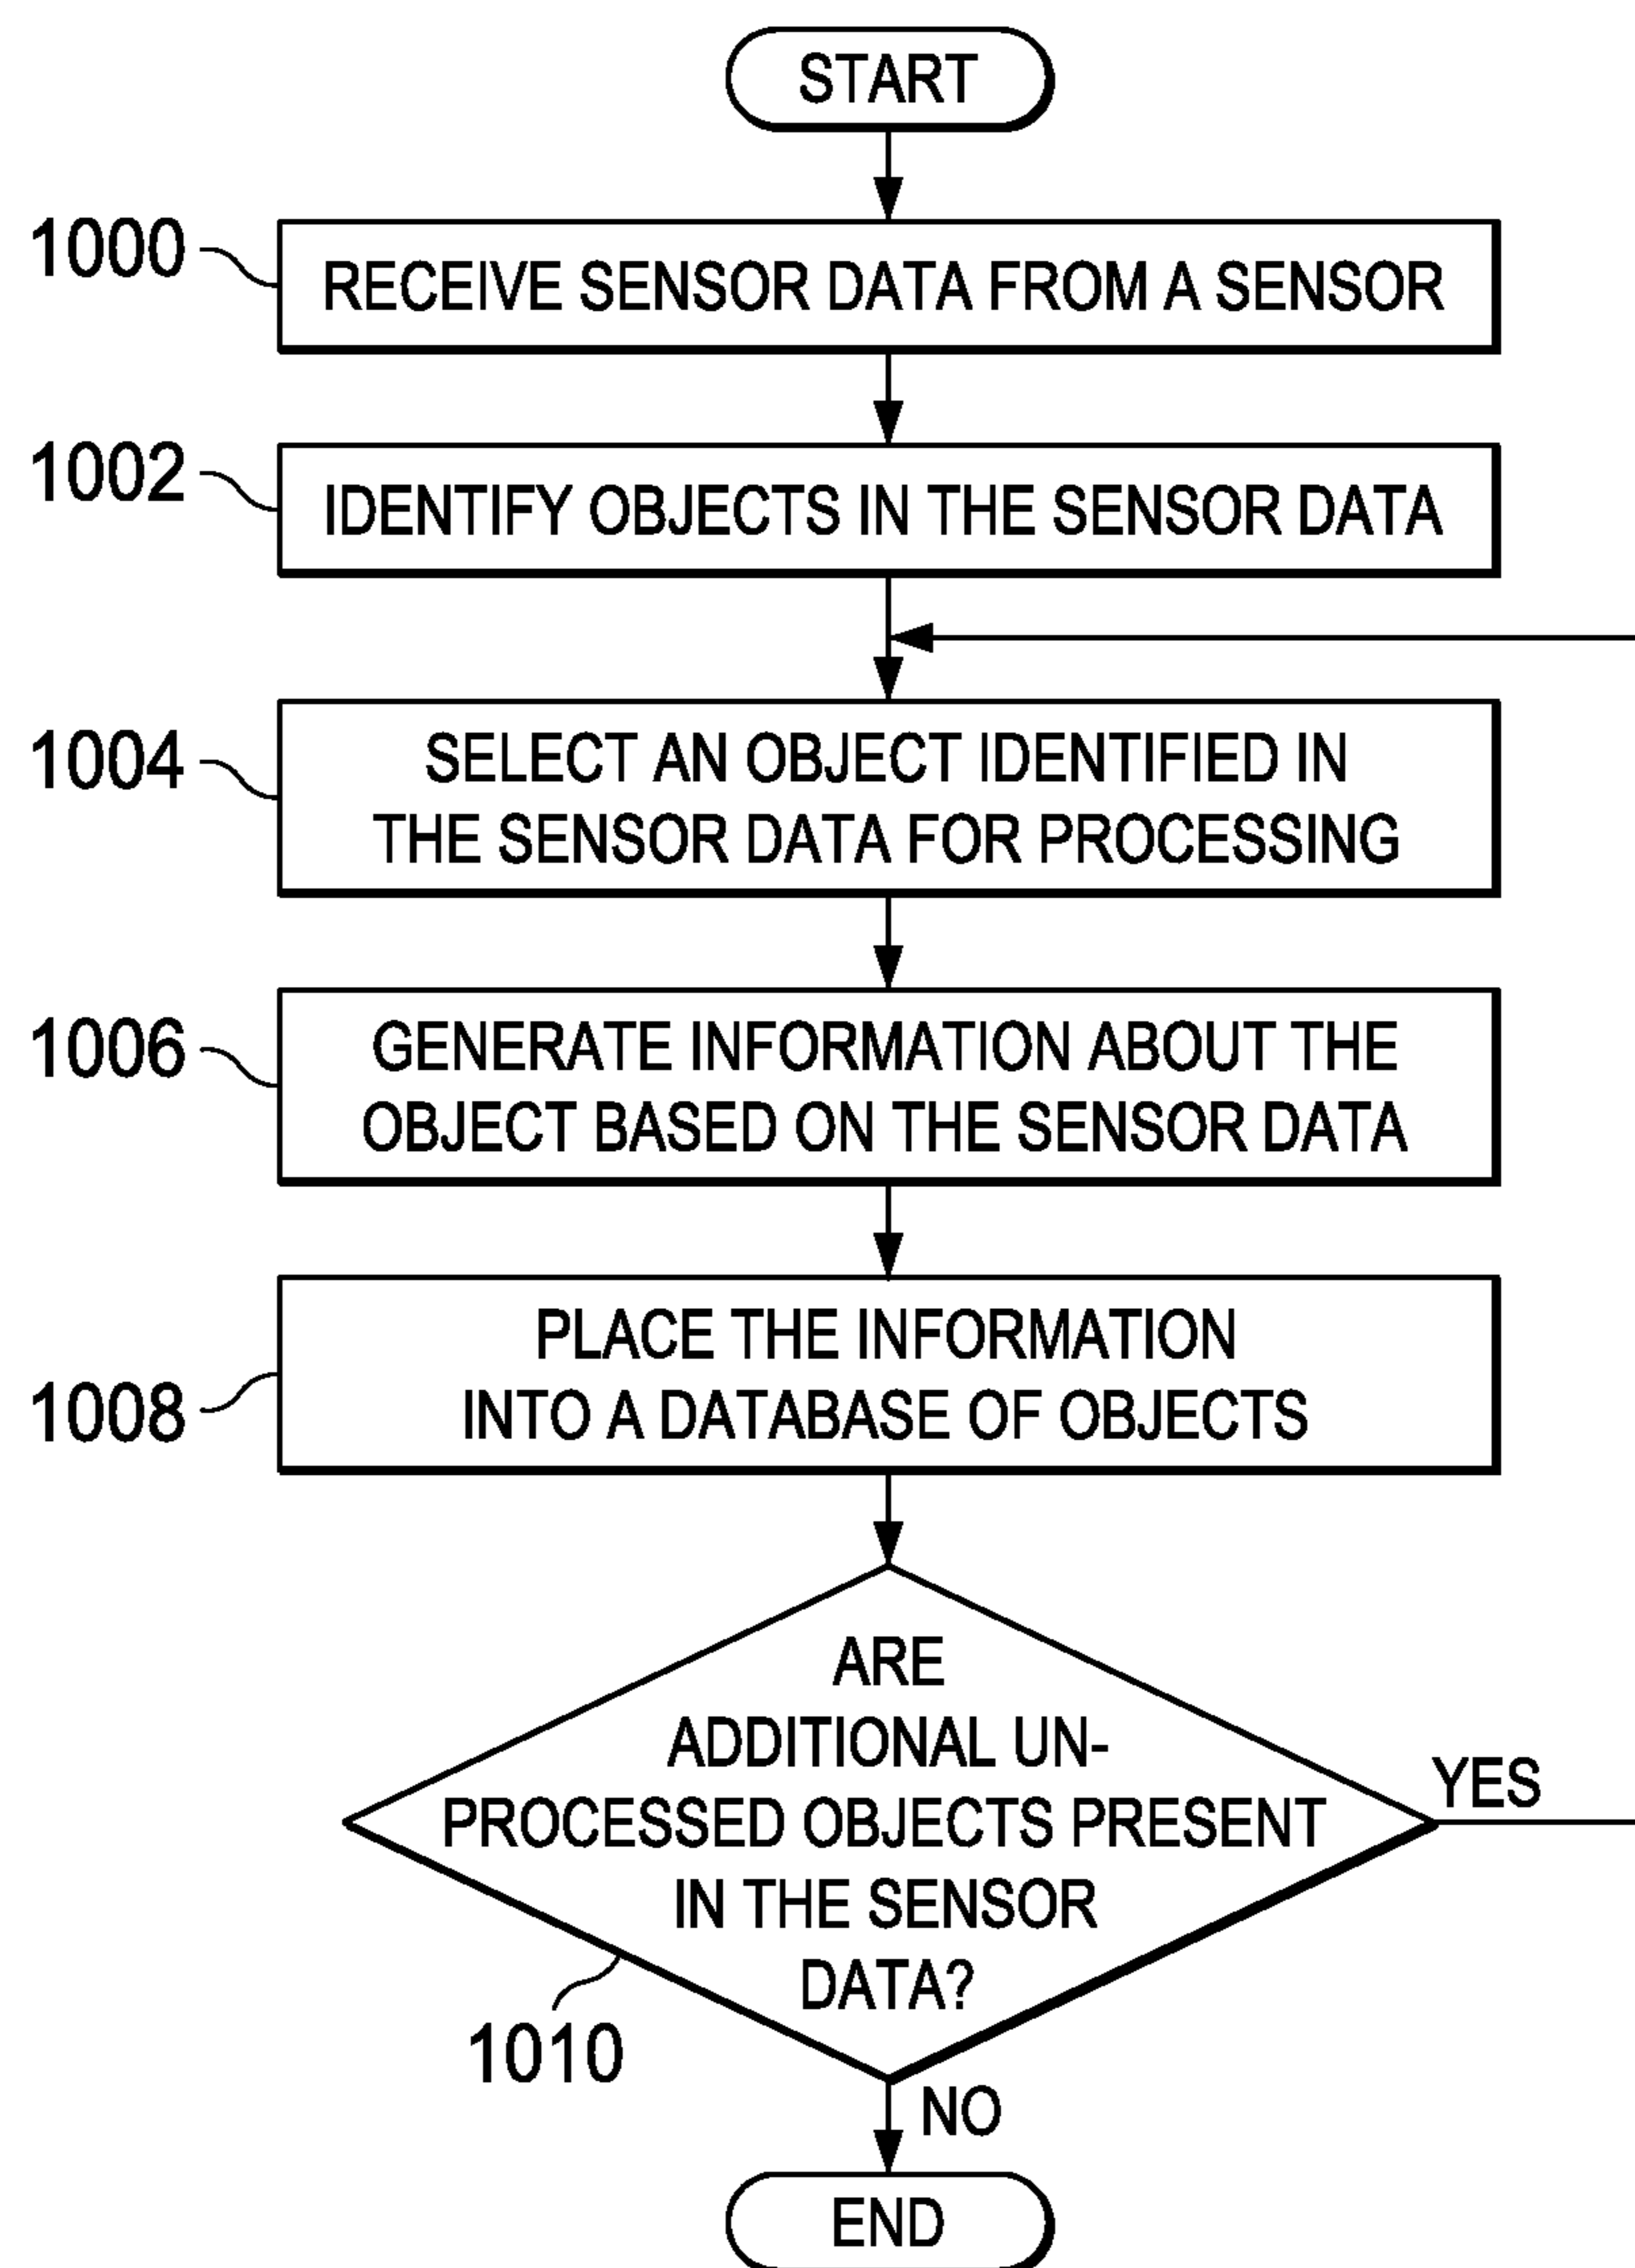 START
1000
RECEIVE SENSOR DATA FROM A SENSOR
1002
IDENTIFY OBJECTS IN THE SENSOR DATA
1004
SELECT AN OBJECT IDENTIFIED IN
THE SENSOR DATA FOR PROCESSING
1006
GENERATE INFORMATION ABOUT THE
OBJECT BASED ON THE SENSOR DATA
1008
PLACE THE INFORMATION
INTO A DATABASE OF OBJECTS
ARE
ADDITIONAL UN-
PROCESSED OBJECTS PRESENT
IN THE SENSOR
DATA?
YES
1010
NO
END